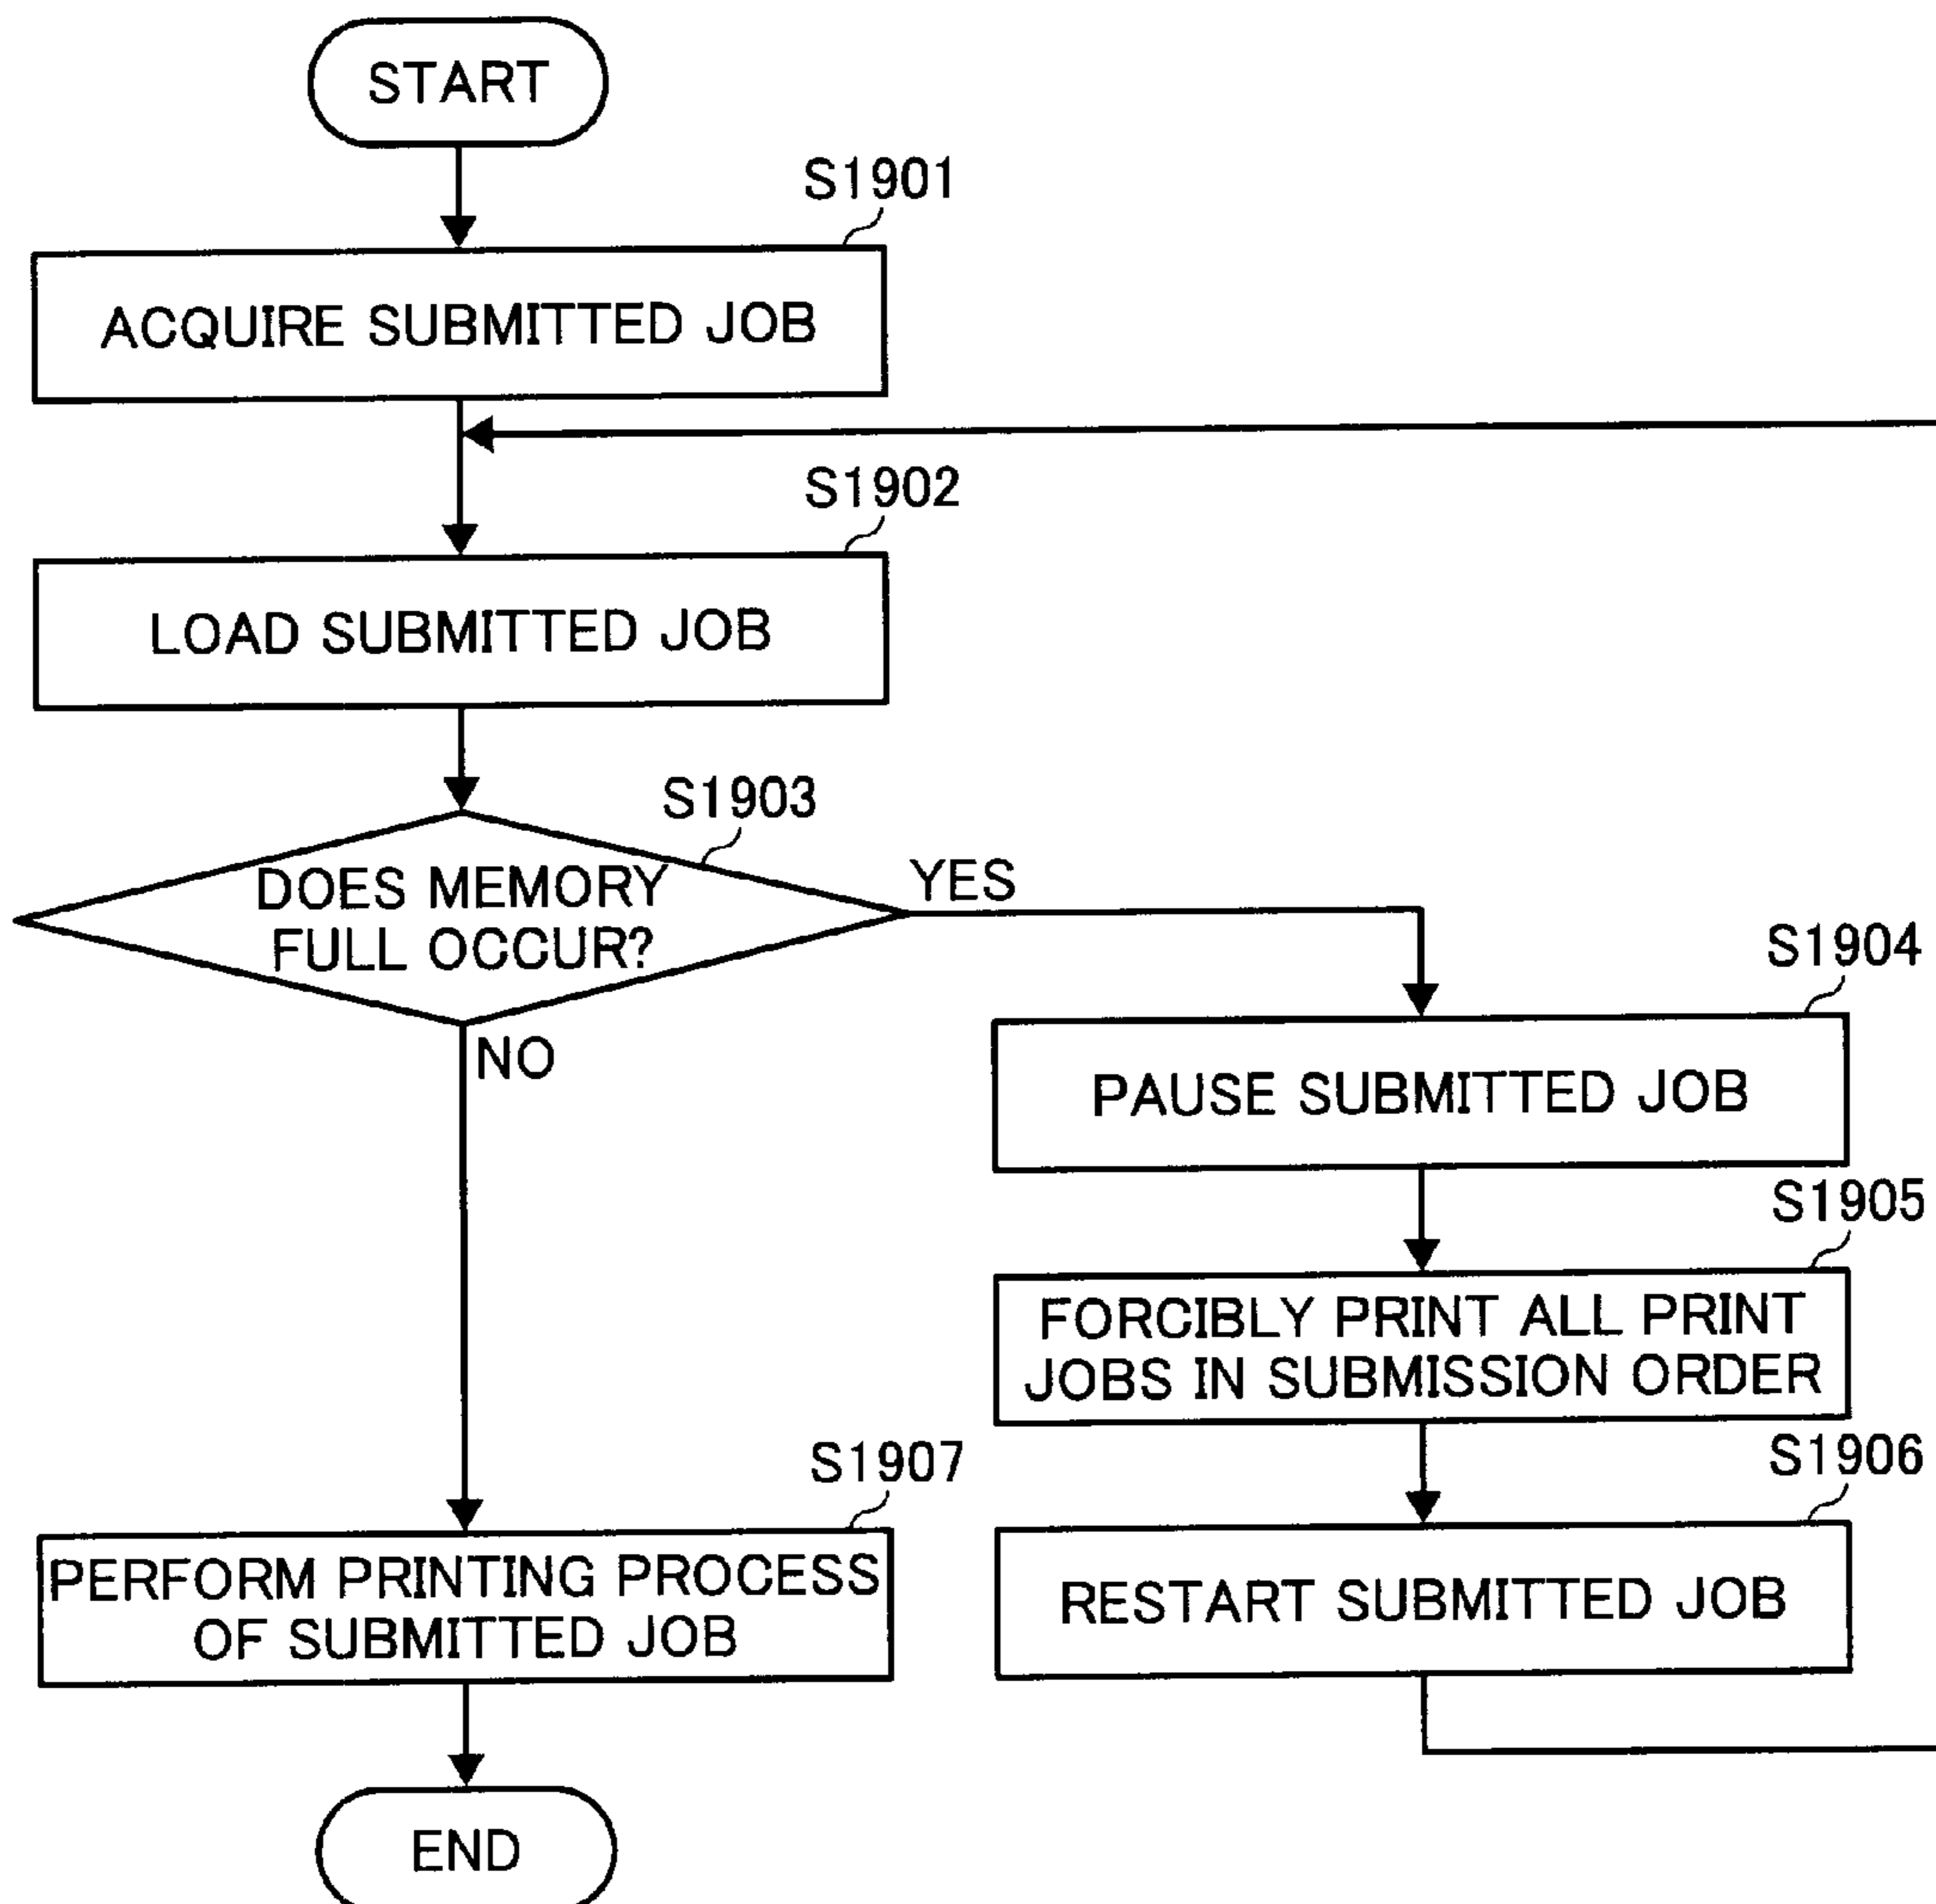 START
S1901
ACQUIRE SUBMITTED JOB
S1902
LOAD SUBMITTED JOB
S1903
DOES MEMORY
FULL OCCUR?
YES
NO
S1904
PAUSE SUBMITTED JOB
S1905
FORCIBLY PRINT ALL PRINT
JOBS IN SUBMISSION ORDER
S1906
RESTART SUBMITTED JOB
S1907
PERFORM PRINTING PROCESS
OF SUBMITTED JOB
END